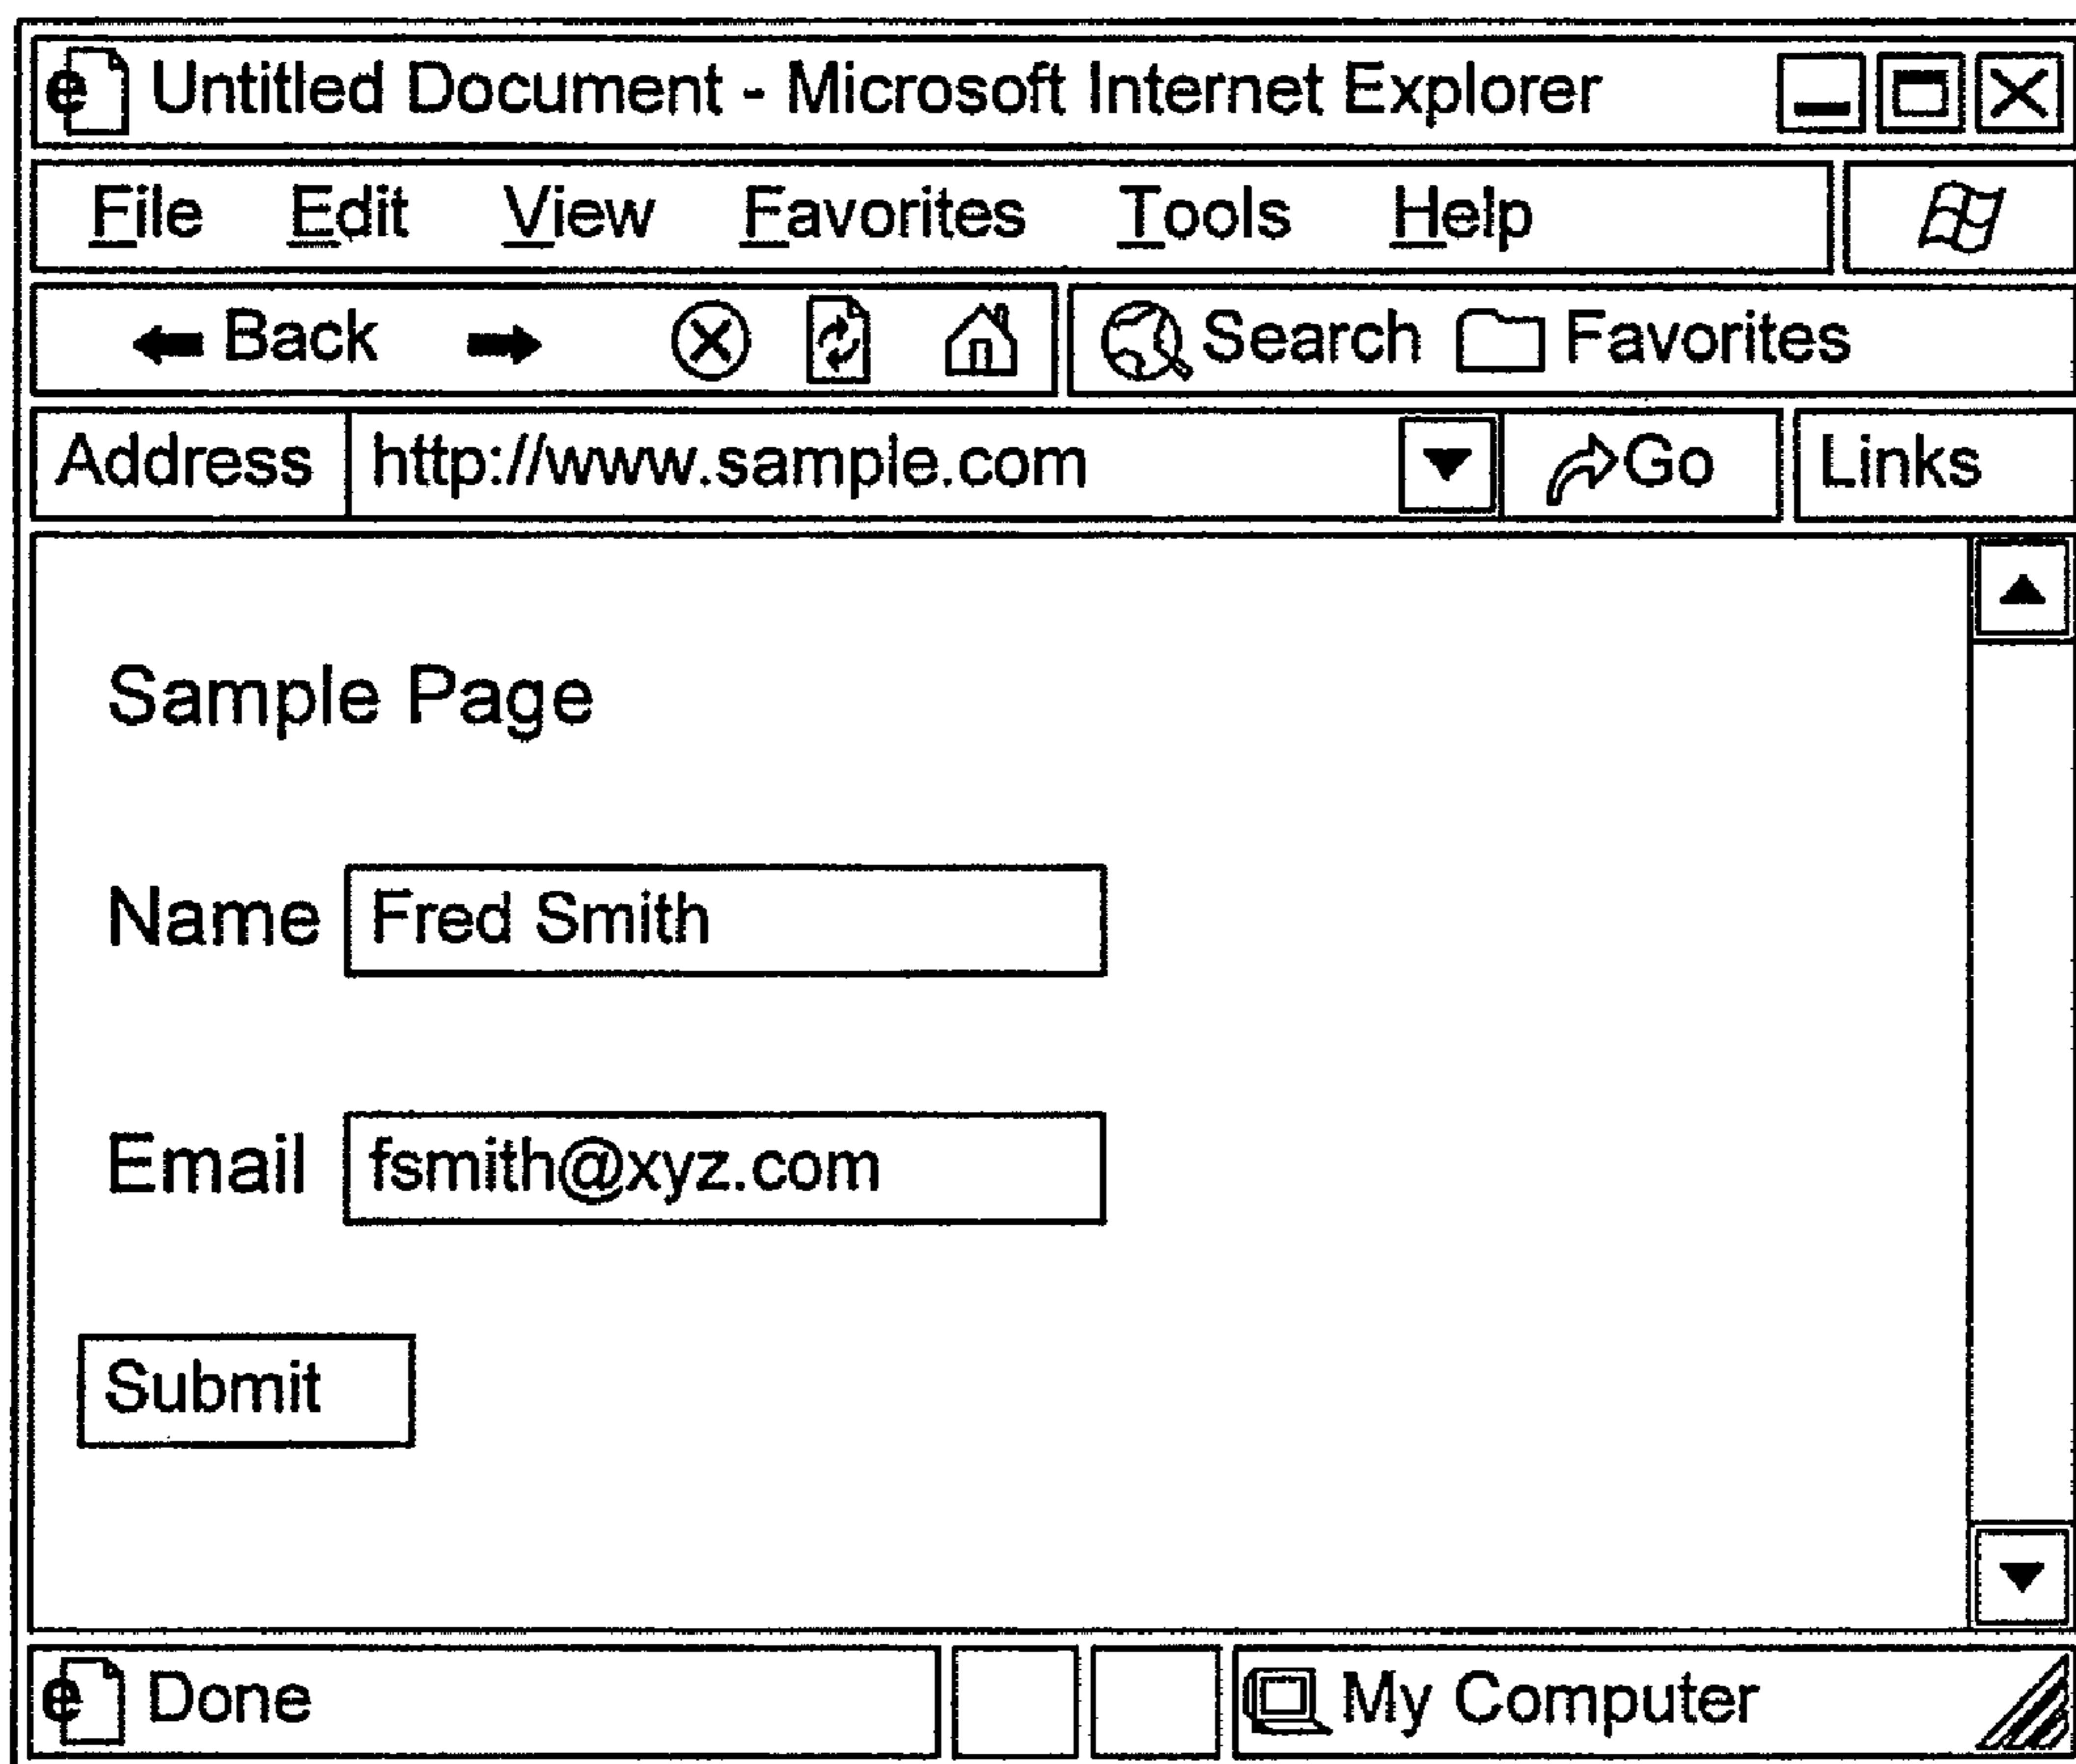 Untitled Document - Microsoft Internet Explorer
File Edit View Favorites Tools Help
Back Search Favorites
Address http://www.sample.com Go Links
Sample Page
Name Fred Smith
Email fsmith@xyz.com
Submit
Done My Computer